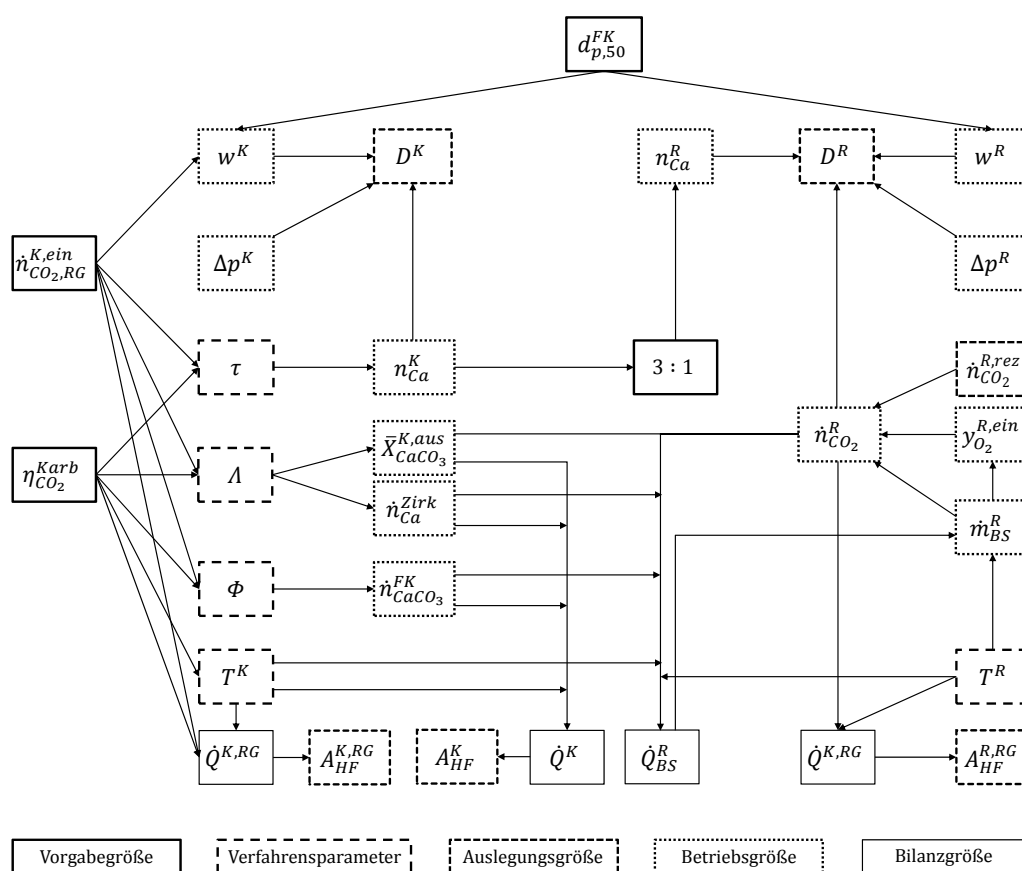 d_{p,50}^{FK}
w^K D^K n_{Ca}^R D^R w^R
ṅ_{CO_2,RG}^{K,ein} Δp^K Δp^R
τ n_{Ca}^K 3 : 1 ṅ_{CO_2}^{R,rez}
η_{CO_2}^{Karb} Λ X̄_{CaCO_3}^{K,aus} ṅ_{CO_2}^R y_{O_2}^{R,ein}
ṅ_{Ca}^{Zirk} ṁ_{BS}^R
Φ ṅ_{CaCO_3}^{FK}
T^K T^R
Q̇^{K,RG} A_{HF}^{K,RG} A_{HF}^K Q̇^K Q̇_{BS}^R Q̇^{K,RG} A_{HF}^{R,RG}
Vorgabegröße Verfahrensparameter Auslegungsgröße Betriebsgröße Bilanzgröße